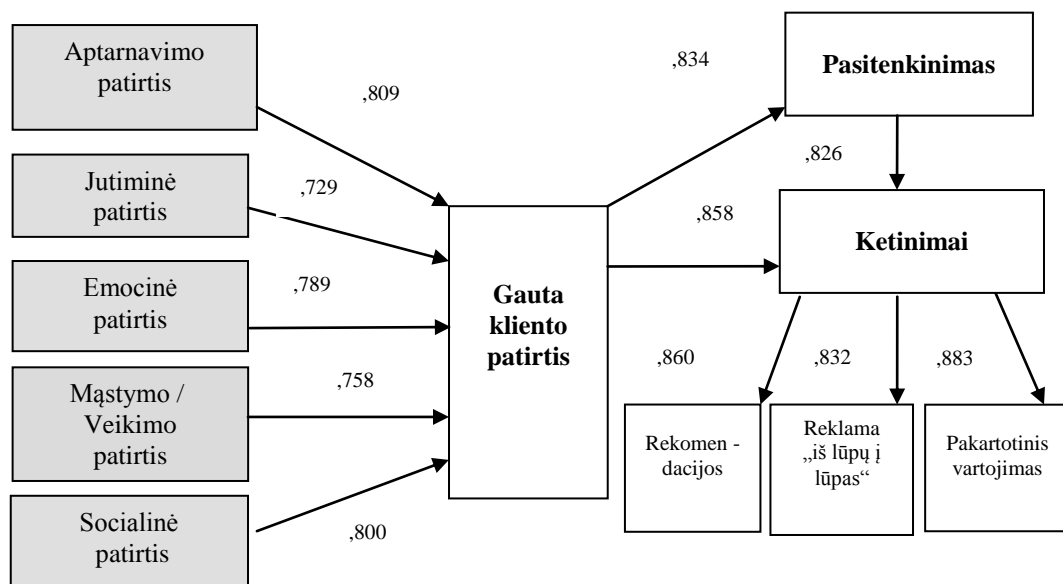 Aptarnavimo
patirtis
,809
Jutiminė
patirtis
,729
Emocinė
patirtis
,789
Mąstymo /
Veikimo
patirtis
,758
Socialinė
patirtis
,800
Gauta
kliento
patirtis
,834
Pasitenkinimas
,826
,858
Ketinimai
,860
,832
,883
Rekomen -
dacijos
Reklama
„iš lūpų į
lūpas“
Pakartotinis
vartojimas